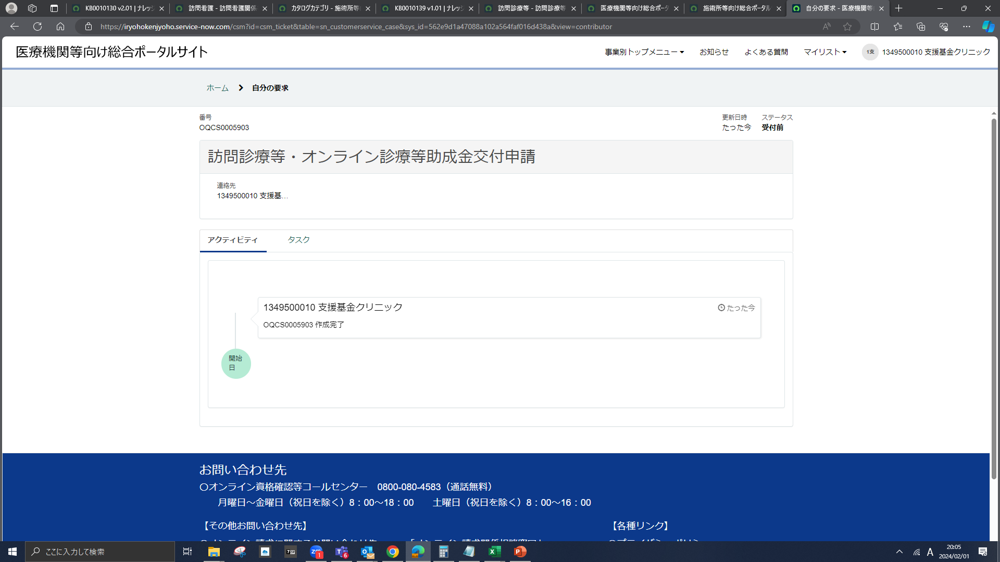 KB0010130 v2.01 | ナレッジ
訪問看護 - 訪問看護関係
カタログカテゴリ - 施術所等
KB0010139 v1.01 | ナレッジ
訪問診療等 - 訪問診療等
医療機関等向け総合ポータ
施術所等向け総合ポータル
自分の要求 - 医療機関等
https://iryohokenjyoho.service-now.com/csm?id=csm_ticket&table=sn_customerservice_case&sys_id=562e9d1a47088a102a564faf016d438a&view=contributor
医療機関等向け総合ポータルサイト
事業別トップメニュー
お知らせ
よくある質問
マイリスト
1支
1349500010 支援基金クリニック
ホーム
自分の要求
番号
OQCS0005903
更新日時
たった今
ステータス
受付前
訪問診療等・オンライン診療等助成金交付申請
連絡先
1349500010 支援基…
アクティビティ
タスク
1349500010 支援基金クリニック
たった今
OQCS0005903 作成完了
開始
日
お問い合わせ先
〇オンライン資格確認等コールセンター　0800-080-4583（通話無料）
月曜日～金曜日（祝日を除く）8：00～18：00　　土曜日（祝日を除く）8：00～16：00
【その他お問い合わせ先】
【各種リンク】
ここに入力して検索
1
6
A
20:05
2024/02/01